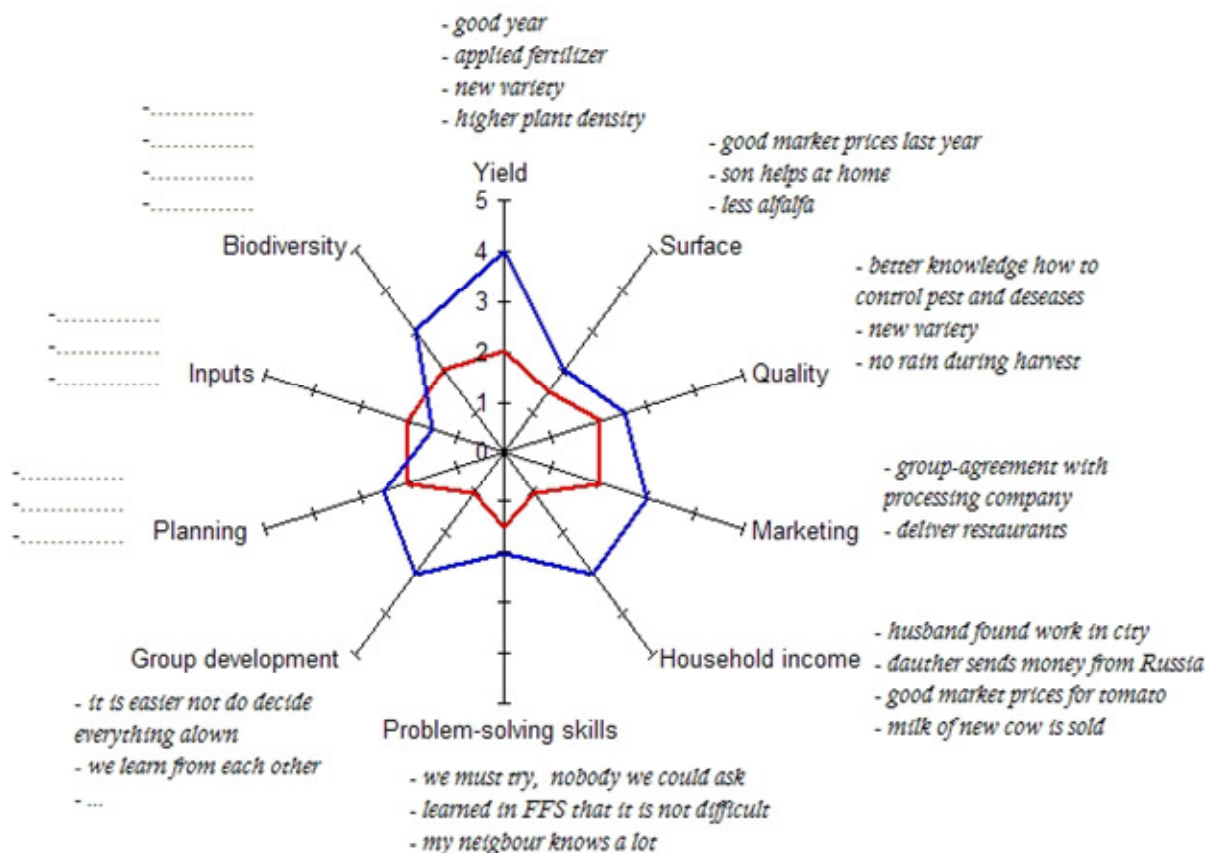 - good year
- applied fertilizer
- new variety
- higher plant density
Yield
- good market prices last year
- son helps at home
- less alfalfa
Surface
- better knowledge how to
control pest and deseases
- new variety
- no rain during harvest
Quality
- group-agreement with
processing company
- deliver restaurants
Marketing
- husband found work in city
- dauther sends money from Russia
- good market prices for tomato
- milk of new cow is sold
Household income
Problem-solving skills
- we must try, nobody we could ask
- learned in FFS that it is not difficult
- my neigbour knows a lot
Group development
- it is easier not do decide
everything alown
- we learn from each other
- ...
Planning
-
-
-
Inputs
-
-
-
Biodiversity
-
-
-
-
5
4
3
2
1
0